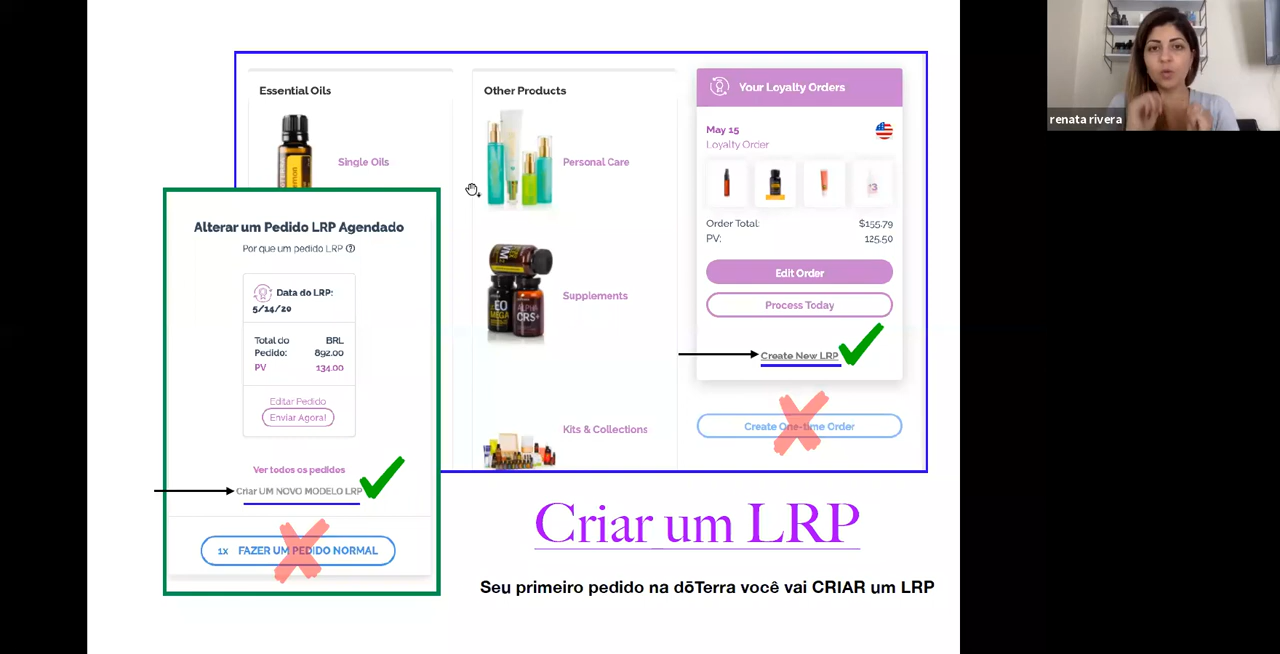 Essential Oils
Single Oils
Other Products
Personal Care
Supplements
Kits & Collections
Your Loyalty Orders
May 15
Loyalty Order
Order Total: $155.79
PV: 125.50
Edit Order
Process Today
Create New LRP
Create One-time Order
Alterar um Pedido LRP Agendado
Por que um pedido LRP ?
Data do LRP:
5/14/20
Total do BRL
Pedido: 892.00
PV 134.00
Editar Pedido
Enviar Agora!
Ver todos os pedidos
Criar UM NOVO MODELO LRP
1x FAZER UM PEDIDO NORMAL
Criar um LRP
Seu primeiro pedido na dōTerra você vai CRIAR um LRP
renata rivera
EO
MEGA
ALPHA
CRS+